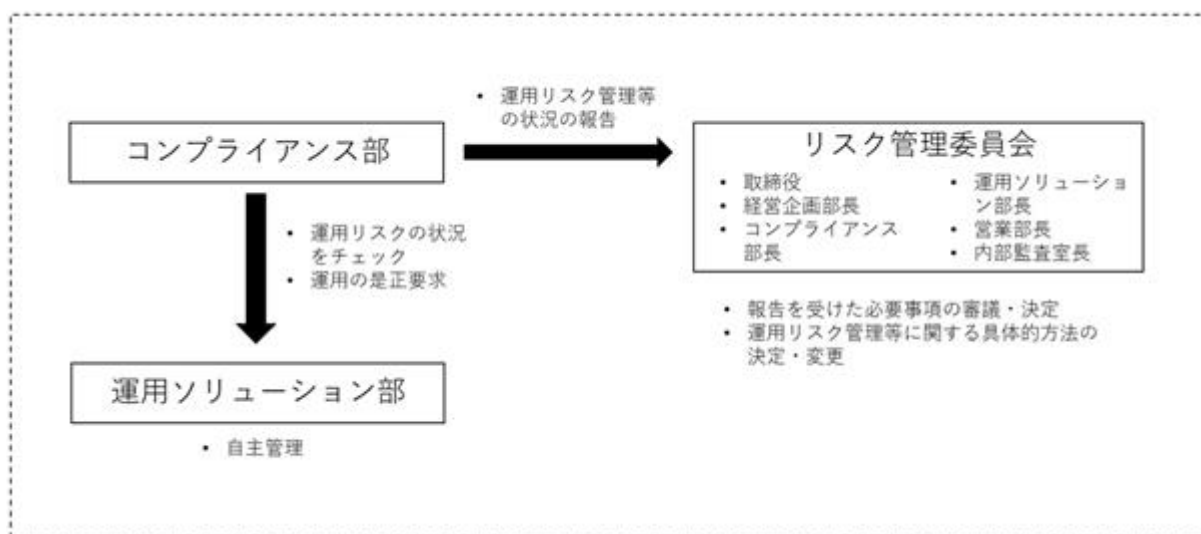 ・ 運用リスク管理等
の状況の報告
コンプライアンス部
リスク管理委員会
・ 取締役
・ 経営企画部長
・ コンプライアンス
部長
・ 運用ソリューショ
ン部長
・ 営業部長
・ 内部監査室長
・ 運用リスクの状況
をチェック
・ 運用の是正要求
・ 報告を受けた必要事項の審議・決定
・ 運用リスク管理等に関する具体的方法の
決定・変更
運用ソリューション部
・ 自主管理